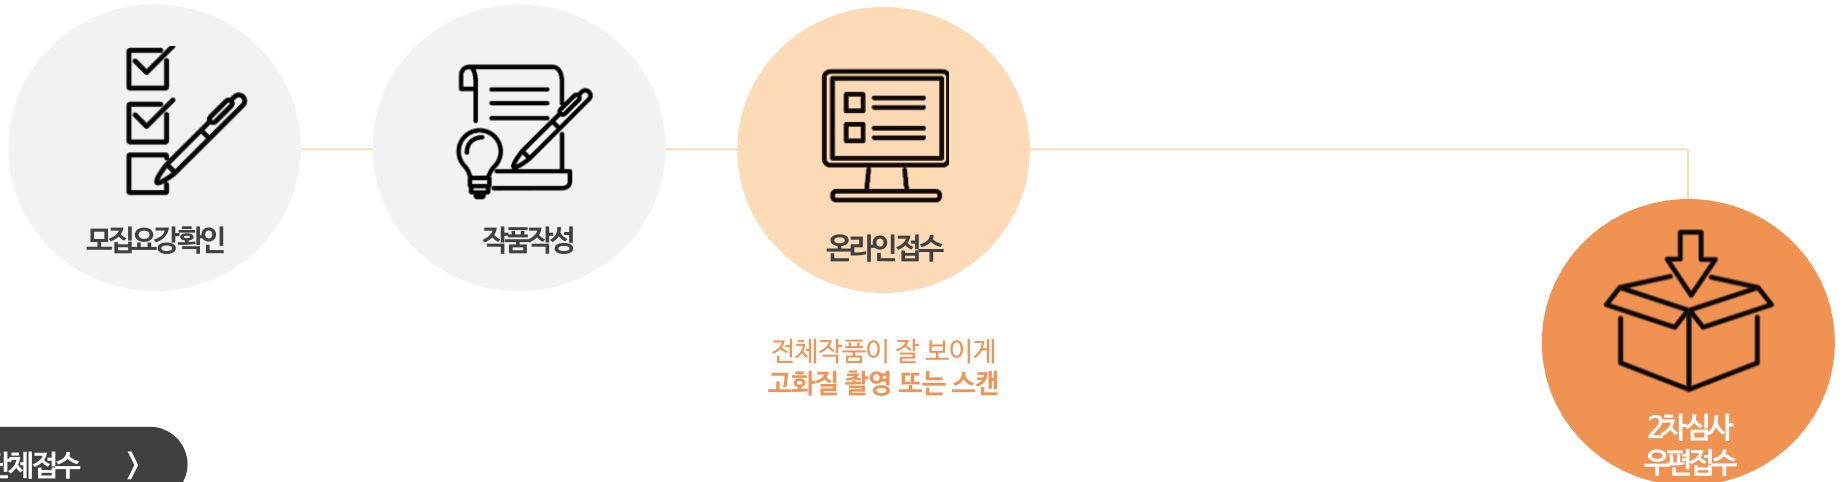 모집요강확인
작품작성
온라인접수
전체작품이 잘 보이게
고화질 촬영 또는 스캔
2차심사
우편접수
단체접수 〉